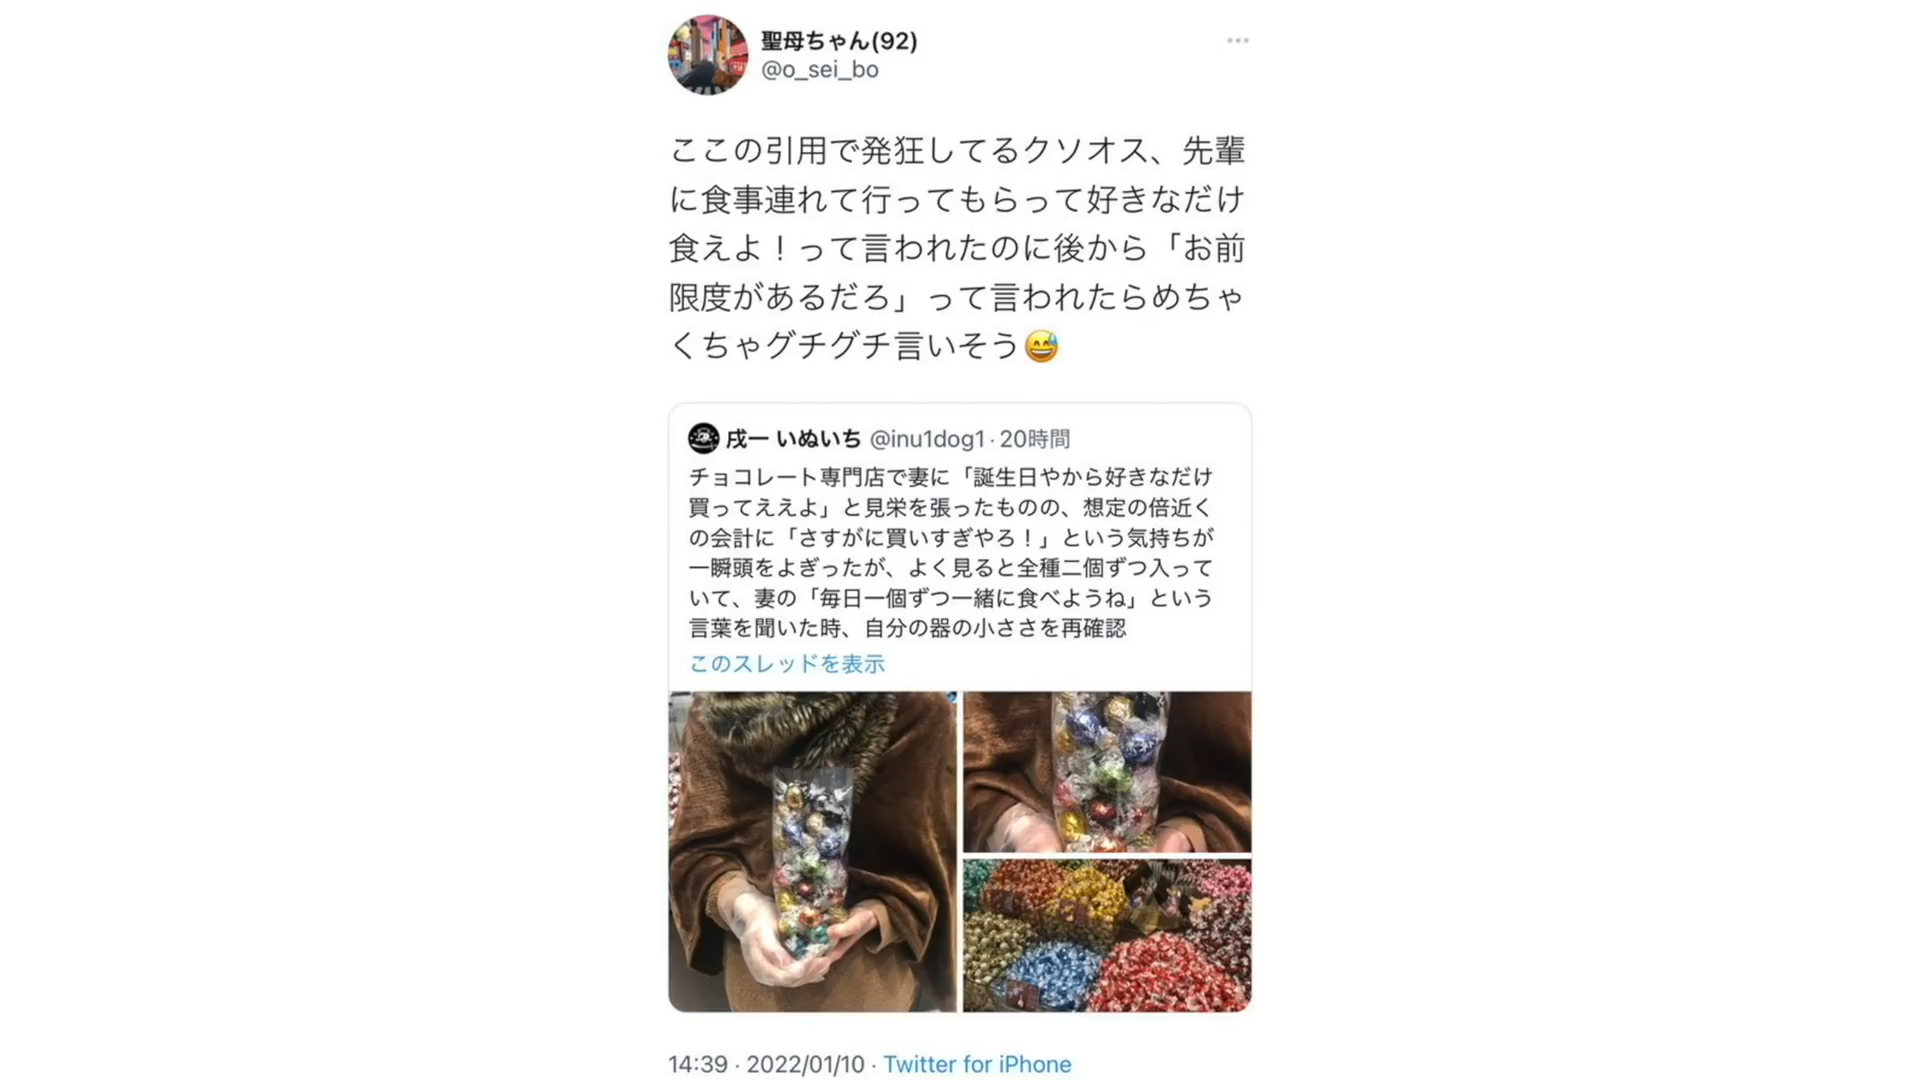 聖母ちゃん(92)
@o_sei_bo
ここの引用で発狂してるクソオス、先輩
に食事連れて行ってもらって好きなだけ
食えよ！って言われたのに後から「お前
限度があるだろ」って言われたらめちゃ
くちゃグチグチ言いそう😅
戌一 いぬいち @inu1dog1 · 20時間
チョコレート専門店で妻に「誕生日やから好きなだけ
買ってええよ」と見栄を張ったものの、想定の倍近く
の会計に「さすがに買いすぎやろ！」という気持ちが
一瞬頭をよぎったが、よく見ると全種二個ずつ入って
いて、妻の「毎日一個ずつ一緒に食べようね」という
言葉を聞いた時、自分の器の小ささを再確認
このスレッドを表示
14:39 · 2022/01/10 · Twitter for iPhone